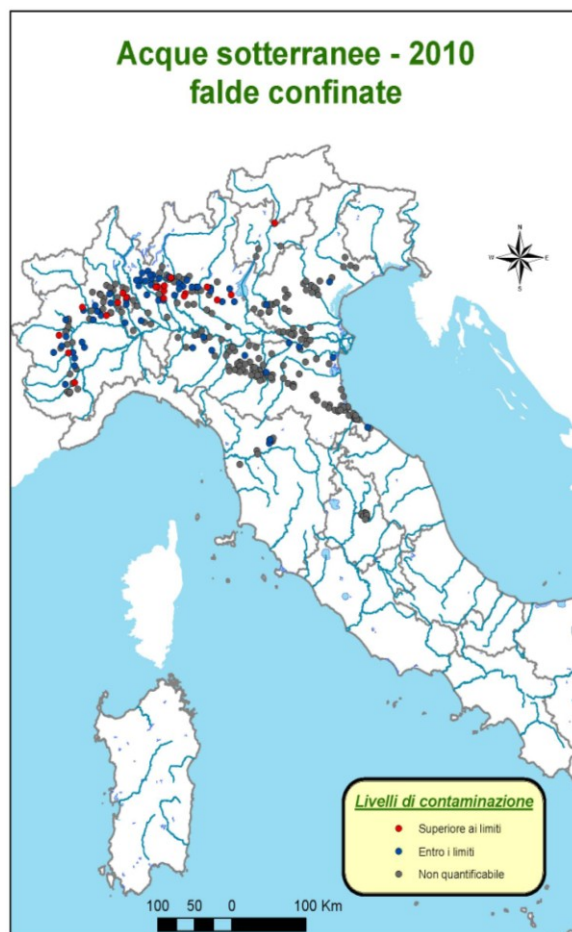 Acque sotterranee - 2010
falde confinate
N
W E
S
Livelli di contaminazione
Superiore ai limiti
Entro i limiti
Non quantificabile
100 50 0 100 Km